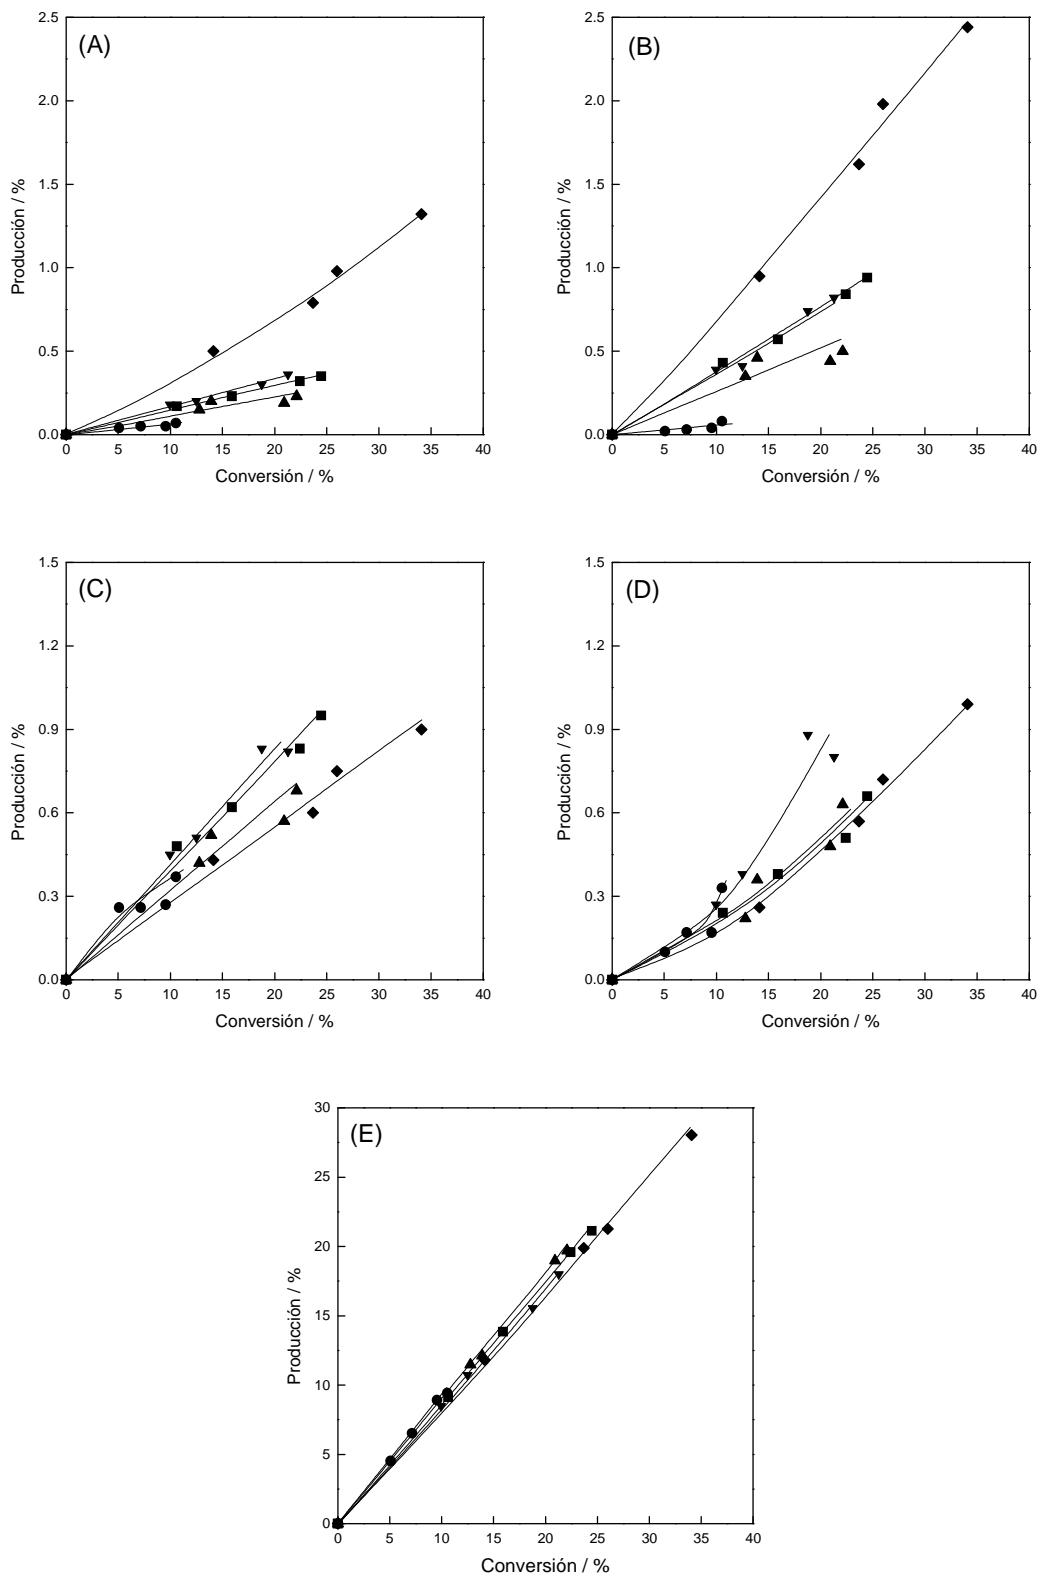 (A)
2.5
2.0
1.5
1.0
0.5
0.0
Producción / %
0 5 10 15 20 25 30 35 40
Conversión / %
(B)
2.5
2.0
1.5
1.0
0.5
0.0
Producción / %
0 5 10 15 20 25 30 35 40
Conversión / %
(C)
1.5
1.2
0.9
0.6
0.3
0.0
Producción / %
0 5 10 15 20 25 30 35 40
Conversión / %
(D)
1.5
1.2
0.9
0.6
0.3
0.0
Producción / %
0 5 10 15 20 25 30 35 40
Conversión / %
(E)
30
25
20
15
10
5
0
Producción / %
0 5 10 15 20 25 30 35 40
Conversión / %